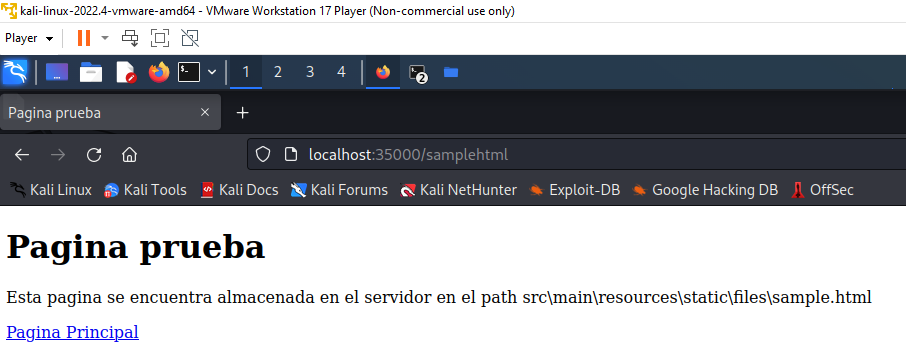 kali-linux-2022.4-vmware-amd64 - VMware Workstation 17 Player (Non-commercial use only)
Player
1 2 3 4 2
Pagina prueba
localhost:35000/samplehtml
Kali Linux Kali Tools Kali Docs Kali Forums Kali NetHunter Exploit-DB Google Hacking DB OffSec
Pagina prueba
Esta pagina se encuentra almacenada en el servidor en el path src\main\resources\static\files\sample.html
Pagina Principal